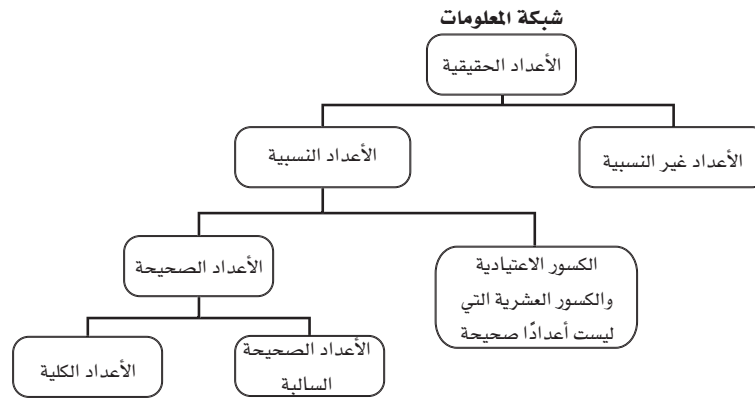 شبكة المعلومات
الأعداد الحقيقية
الأعداد غير النسبية
الأعداد النسبية
الكسور الاعتيادية
والكسور العشرية التي
ليست أعدادًا صحيحة
الأعداد الصحيحة
الأعداد الصحيحة
السالبة
الأعداد الكلية